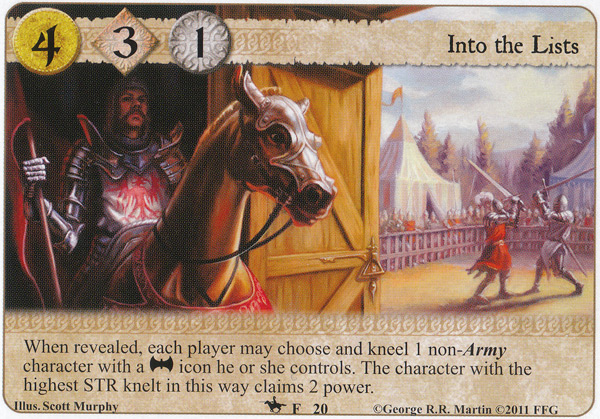 4 3 1 Into the Lists
When revealed, each player may choose and kneel 1 non-Army
character with a icon he or she controls. The character with the
highest STR knelt in this way claims 2 power.
Illus. Scott Murphy F 20 ©George R.R. Martin ©2011 FFG